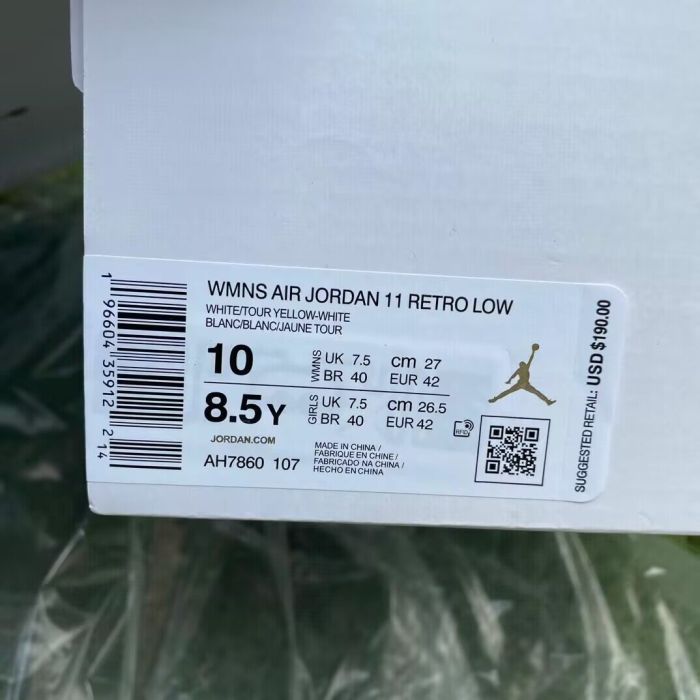 WMNS AIR JORDAN 11 RETRO LOW
WHITE/TOUR YELLOW-WHITE
BLANC/BLANC/JAUNE TOUR
10
WMNS
UK 7.5 cm 27
BR 40 EUR 42
8.5Y
GIRLS
UK 7.5 cm 26.5
BR 40 EUR 42
JORDAN.COM
AH7860 107
MADE IN CHINA /
FABRIQUE EN CHINE /
FABRICADO NA CHINA /
HECHO EN CHINA
RFID
SUGGESTED RETAIL: USD $190.00
1 96604 35912 2 14